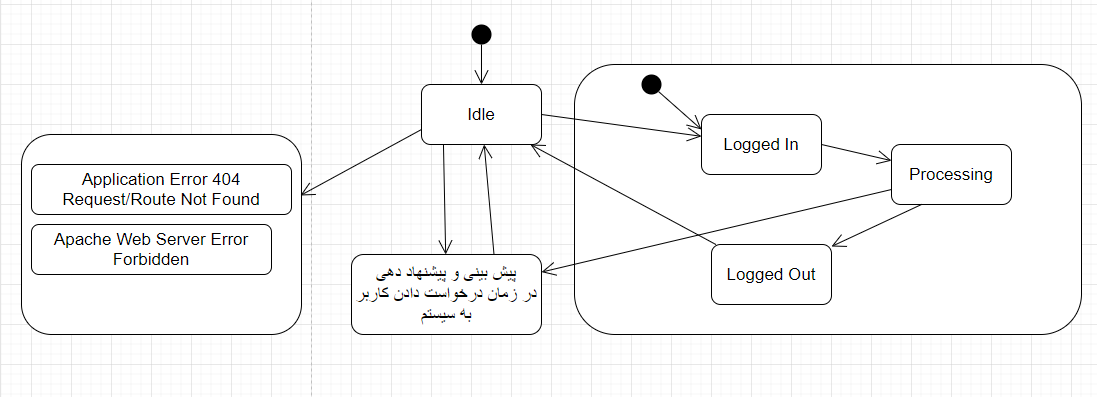 Idle
Logged In
Processing
Logged Out
Application Error 404
Request/Route Not Found
Apache Web Server Error
Forbidden
پیش بینی و پیشنهاد دهی
در زمان درخواست دادن کاربر
به سیستم